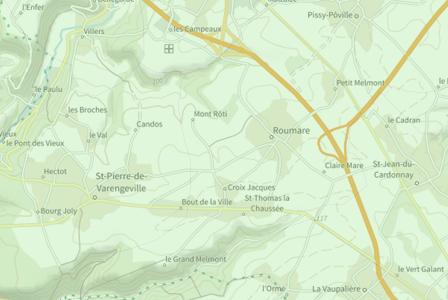 l'Enfer
Pissy-Pôville
Villers
les Campeaux
Petit Melmont
le Paulu
les Broches
Mont Rôti
Candos
le Cadran
Roumare
le Val
le Pont des Vieux
Claire Mare
St-Jean-du-
Cardonnay
Hectot
St-Pierre-de-
Varengeville
Croix Jacques
St Thomas la
Chaussée
Bout de la Ville
Bourg Joly
le Grand Melmont
le Vert Galant
l'Orme
La Vaupalière